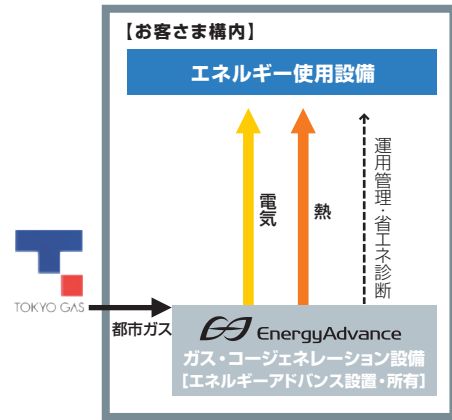 【お客さま構内】
エネルギー使用設備
電気
熱
運用管理・省エネ診断
TOKYO GAS
都市ガス
EnergyAdvance
ガス・コージェネレーション設備
[エネルギーアドバンス設置・所有]